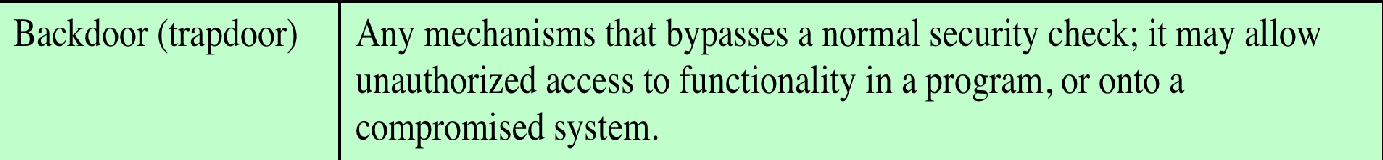 Backdoor (trapdoor)
Any mechanisms that bypasses a normal security check; it may allow
unauthorized access to functionality in a program, or onto a
compromised system.